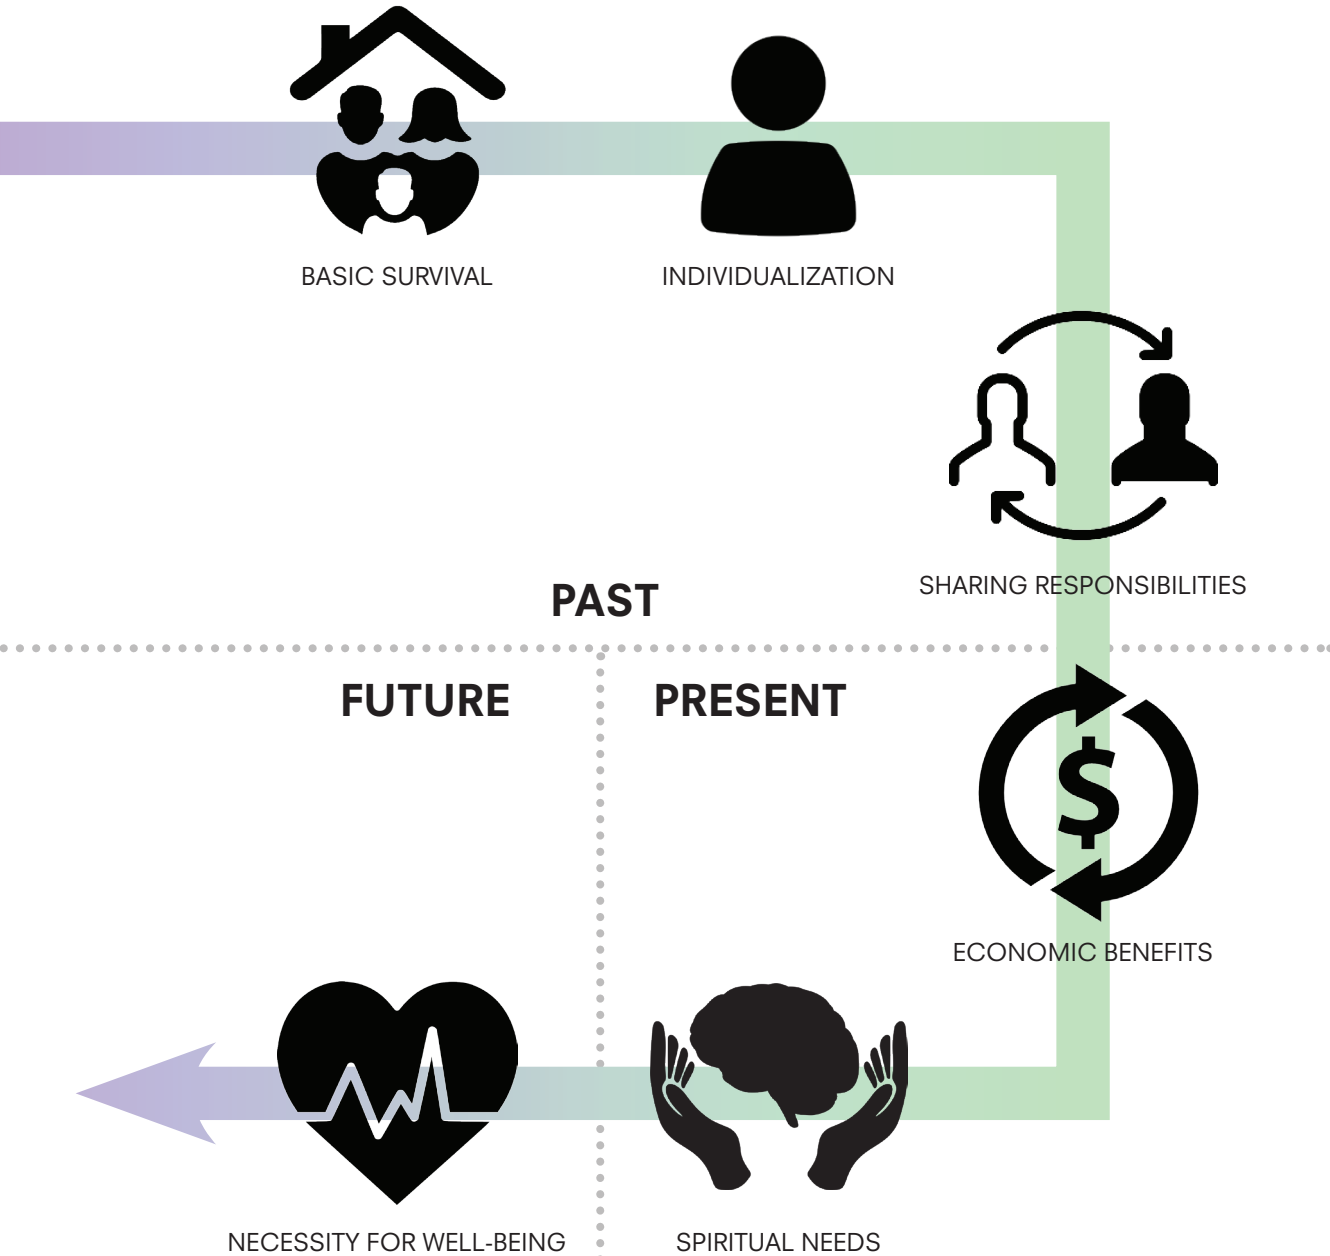 BASIC SURVIVAL
INDIVIDUALIZATION
SHARING RESPONSIBILITIES
PAST
FUTURE
PRESENT
$
ECONOMIC BENEFITS
NECESSITY FOR WELL-BEING
SPIRITUAL NEEDS